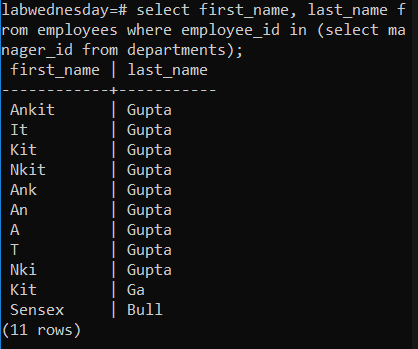 labwednesday=# select first_name, last_name f
rom employees where employee_id in (select ma
nager_id from departments);
 first_name | last_name
------------+-----------
 Ankit      | Gupta
 It         | Gupta
 Kit        | Gupta
 Nkit       | Gupta
 Ank        | Gupta
 An         | Gupta
 A          | Gupta
 T          | Gupta
 Nki        | Gupta
 Kit        | Ga
 Sensex     | Bull
(11 rows)